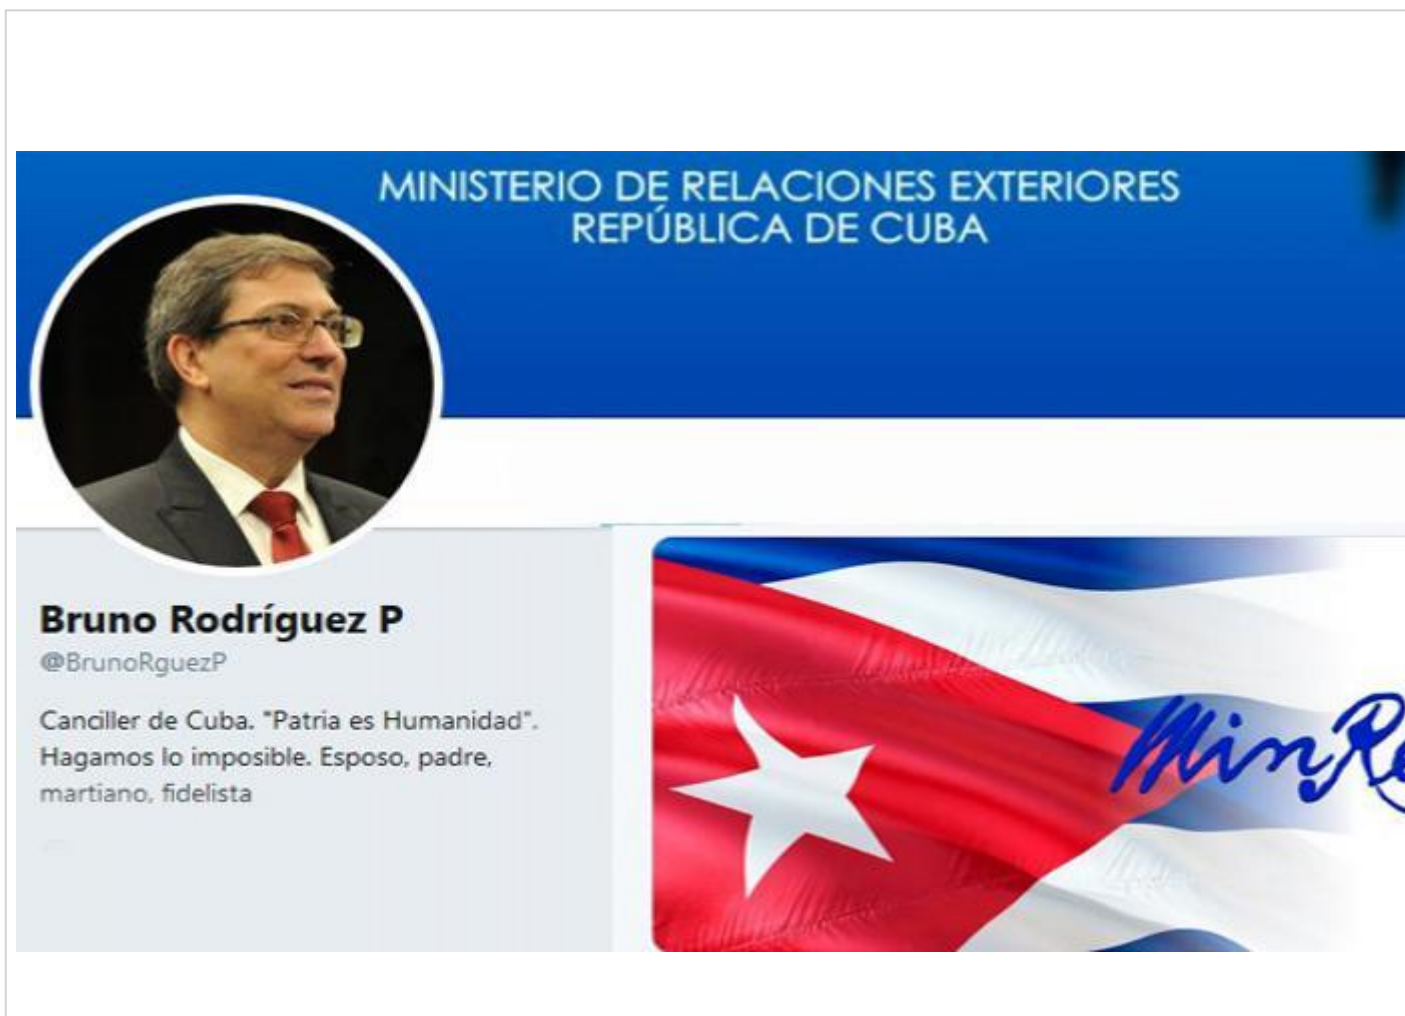 MINISTERIO DE RELACIONES EXTERIORES
REPÚBLICA DE CUBA
Bruno Rodríguez P
@BrunoRguezP
Canciller de Cuba. "Patria es Humanidad".
Hagamos lo imposible. Esposo, padre,
martiano, fidelista
MinRe